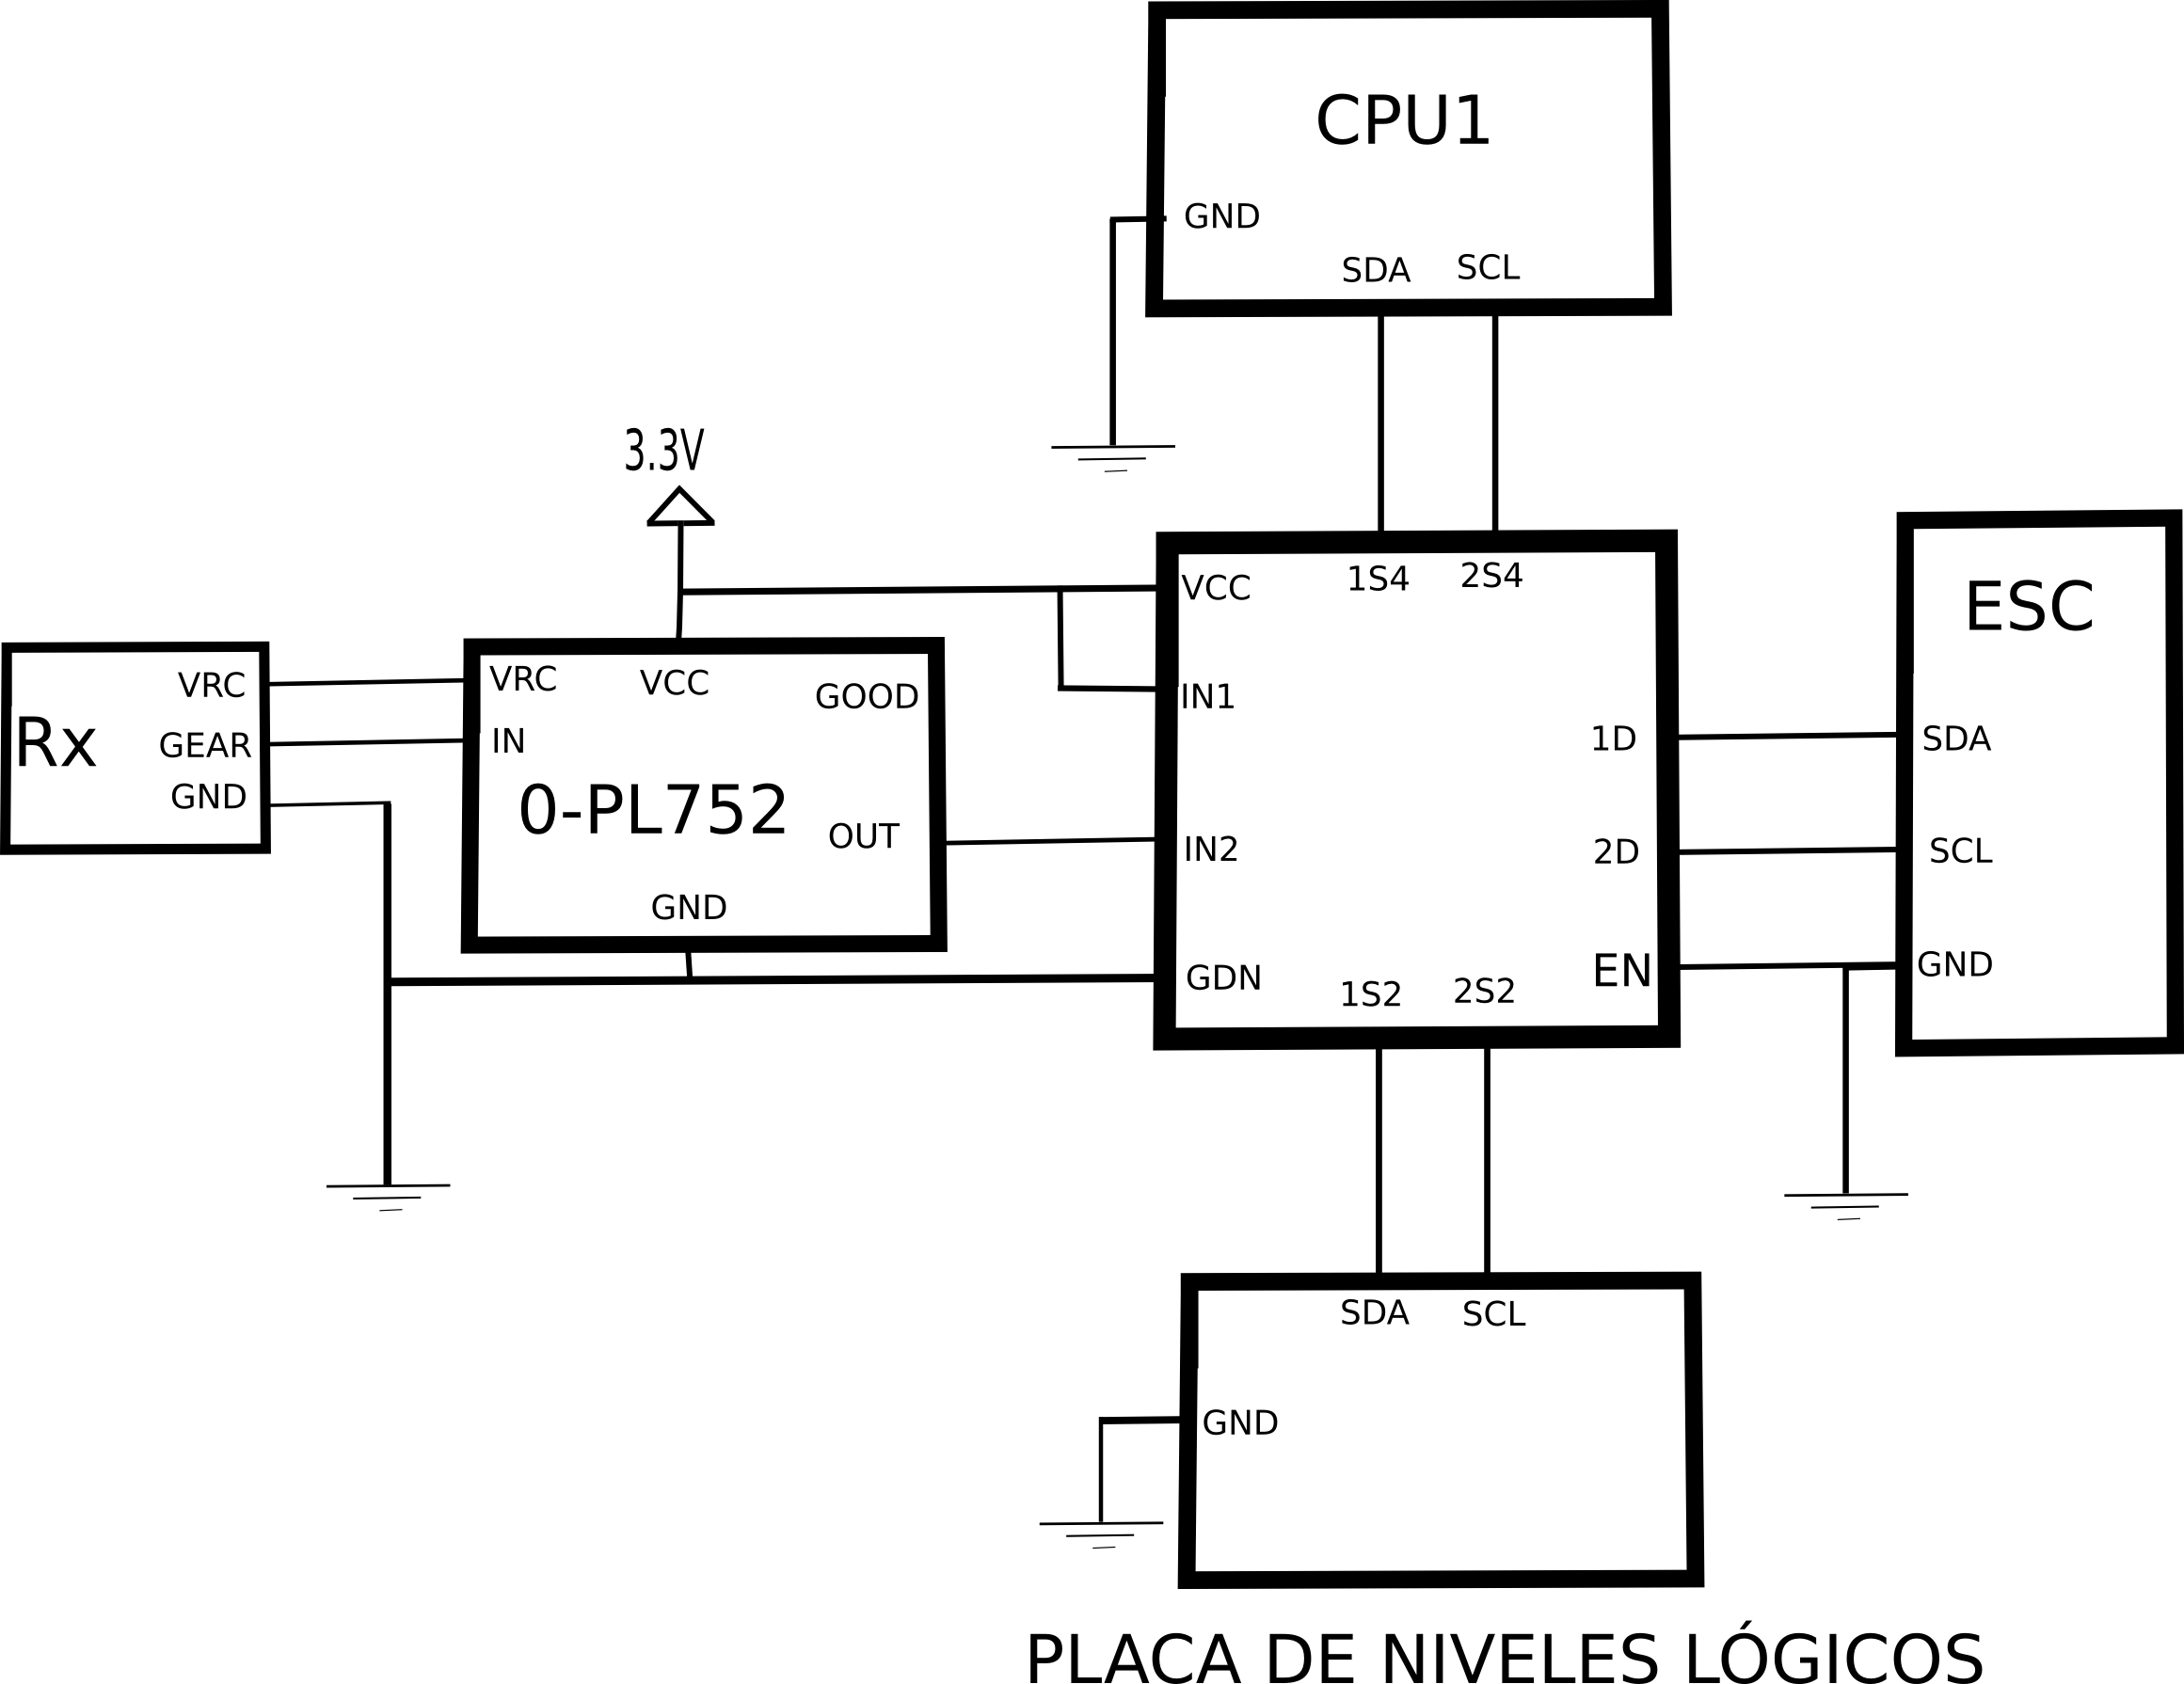 CPU1
GND
SDA SCL
3.3V
VCC 1S4 2S4
ESC
VRC
Rx
GEAR
GND
VRC VCC GOOD
IN
0-PL752
OUT
GND
IN1
IN2
GDN
1D
2D
EN
1S2 2S2
SDA
SCL
GND
SDA SCL
GND
PLACA DE NIVELES LÓGICOS